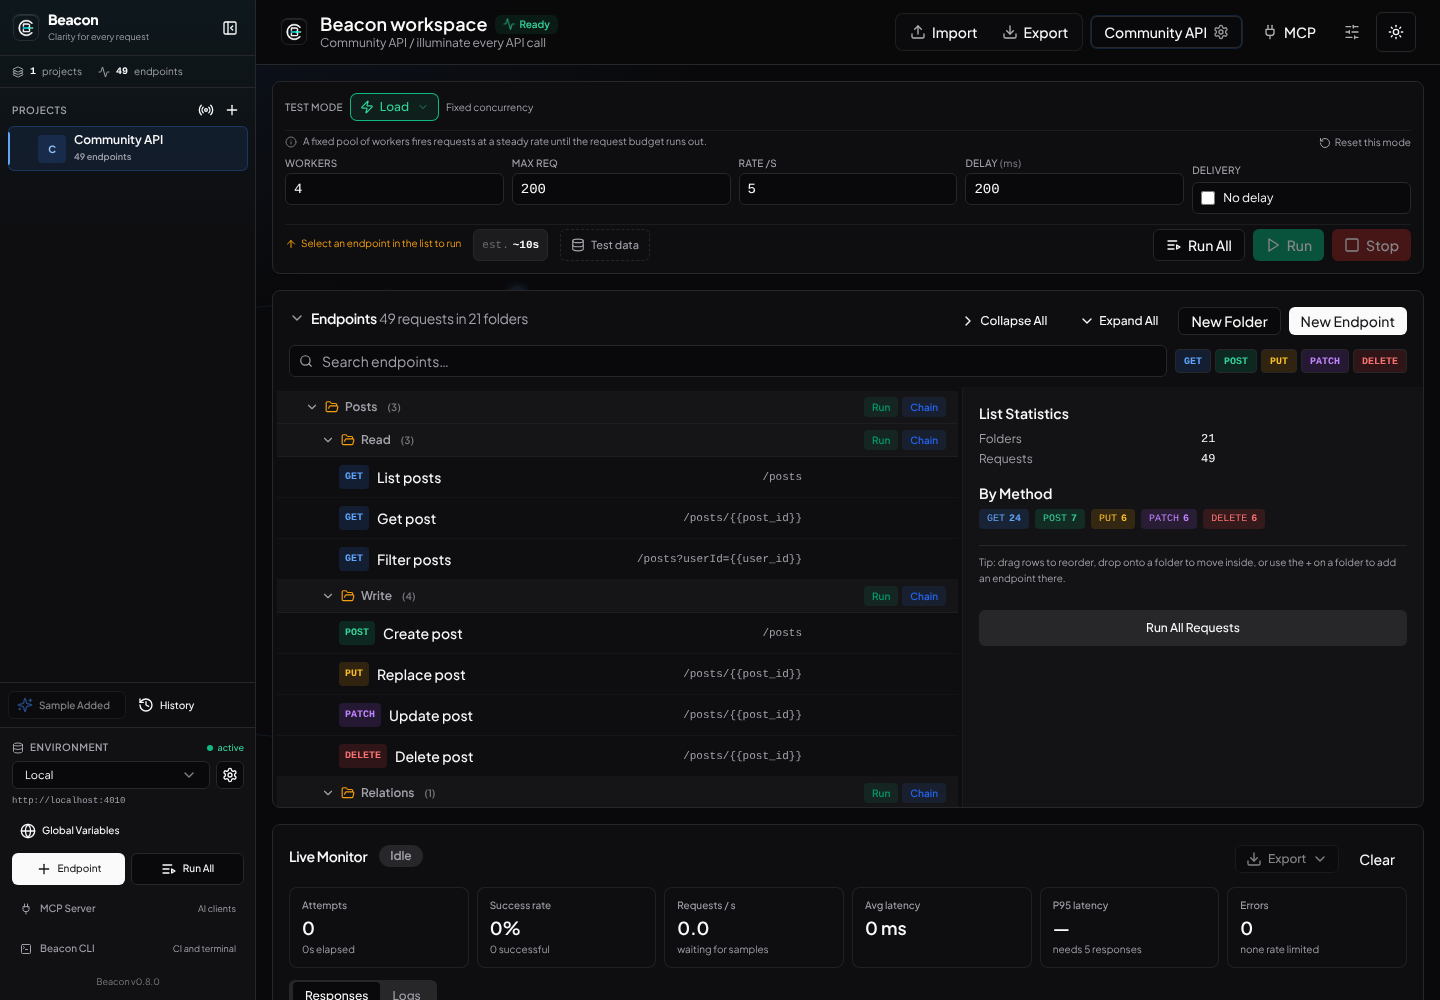 Beacon
Clarity for every request
1 projects 49 endpoints
PROJECTS
C
Community API
49 endpoints
Sample Added
History
ENVIRONMENT
active
Local
http://localhost:4010
Global Variables
Endpoint
Run All
MCP Server
AI clients
Beacon CLI
CI and terminal
Beacon v0.8.0
Beacon workspace
Ready
Community API / illuminate every API call
Import
Export
Community API
MCP
TEST MODE
Load
Fixed concurrency
A fixed pool of workers fires requests at a steady rate until the request budget runs out.
Reset this mode
WORKERS
4
MAX REQ
200
RATE /S
5
DELAY (ms)
200
DELIVERY
No delay
Select an endpoint in the list to run
est. ~10s
Test data
Run All
Run
Stop
Endpoints 49 requests in 21 folders
Collapse All
Expand All
New Folder
New Endpoint
Search endpoints...
GET
POST
PUT
PATCH
DELETE
Posts (3)
Run
Chain
Read (3)
Run
Chain
GET List posts /posts
GET Get post /posts/{{post_id}}
GET Filter posts /posts?userId={{user_id}}
Write (4)
Run
Chain
POST Create post /posts
PUT Replace post /posts/{{post_id}}
PATCH Update post /posts/{{post_id}}
DELETE Delete post /posts/{{post_id}}
Relations (1)
Run
Chain
List Statistics
Folders 21
Requests 49
By Method
GET 24
POST 7
PUT 6
PATCH 6
DELETE 6
Tip: drag rows to reorder, drop onto a folder to move inside, or use the + on a folder to add
an endpoint there.
Run All Requests
Live Monitor
Idle
Export
Clear
Attempts
0
0s elapsed
Success rate
0%
0 successful
Requests / s
0.0
waiting for samples
Avg latency
0 ms
P95 latency
—
needs 5 responses
Errors
0
none rate limited
Responses
Logs